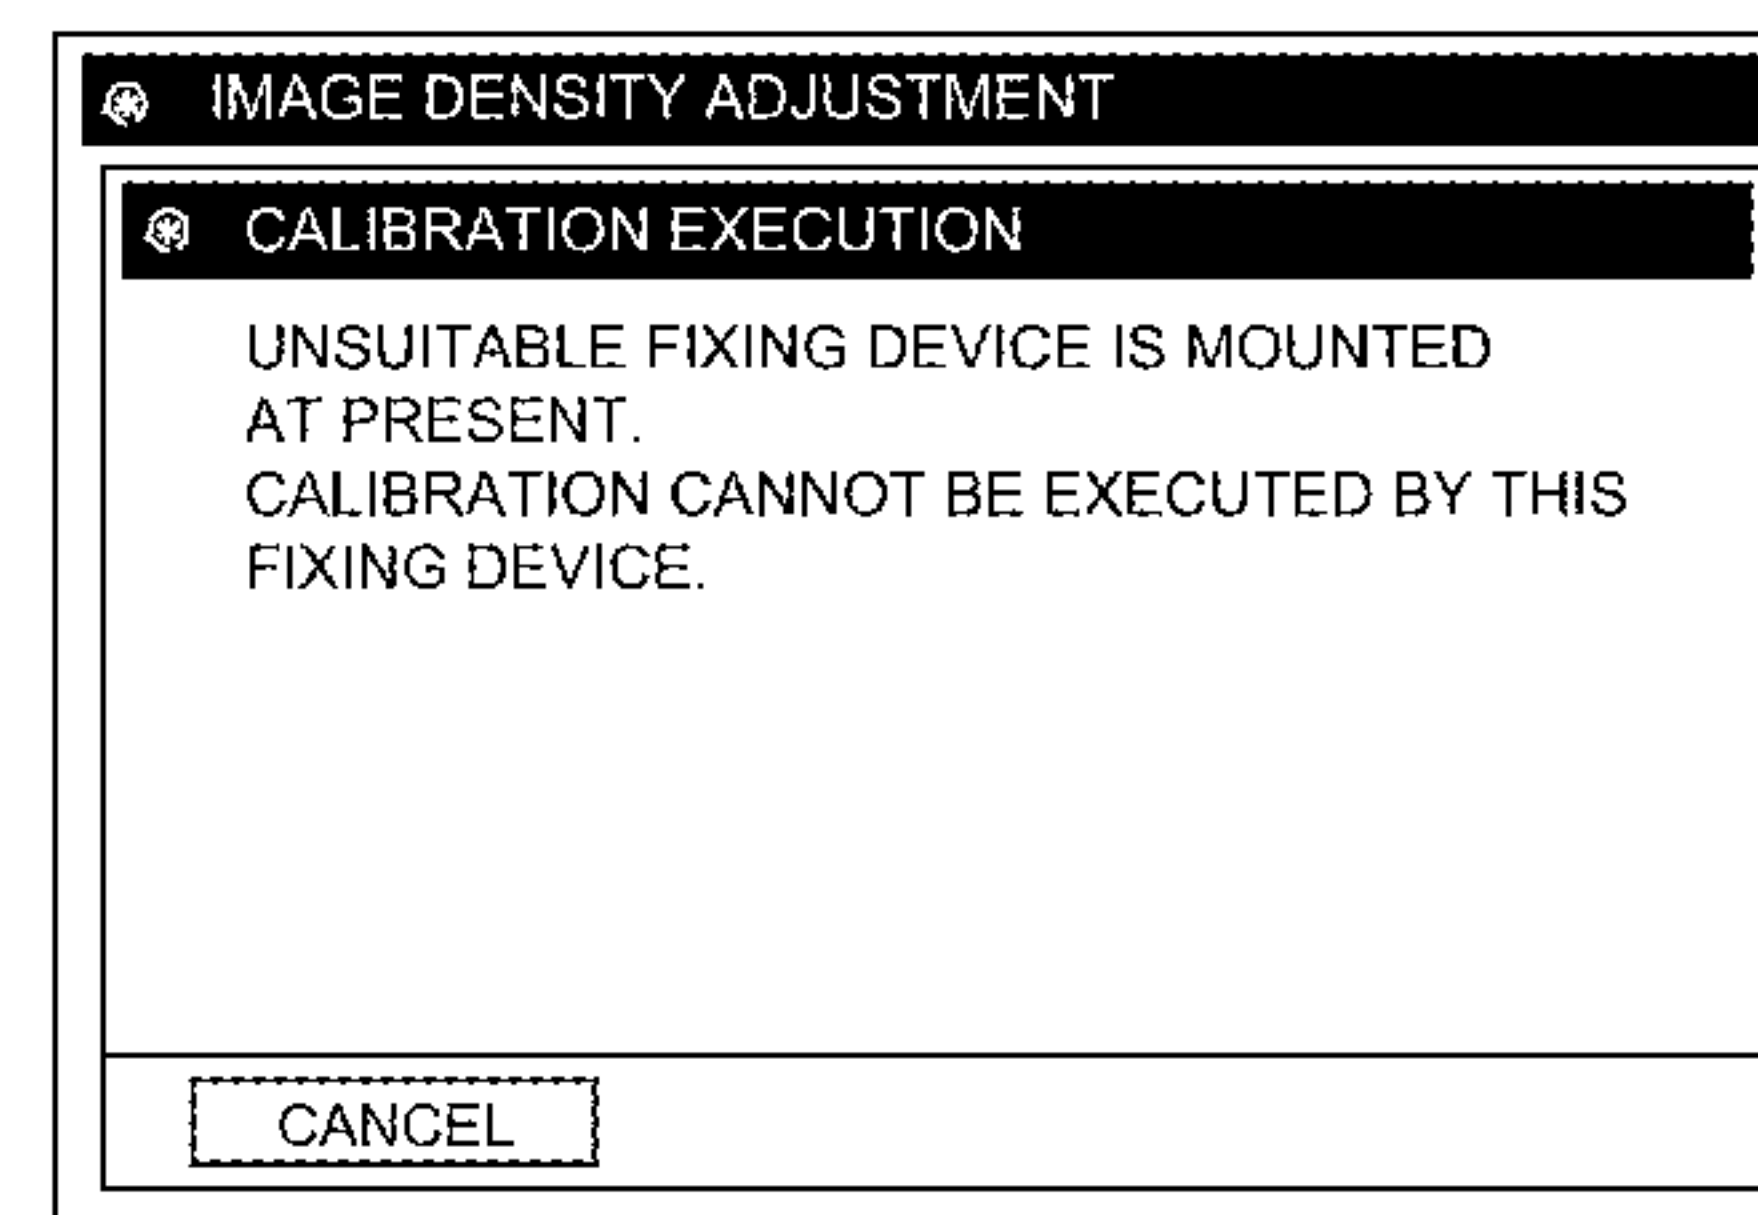 IMAGE DENSITY ADJUSTMENT
CALIBRATION EXECUTION
UNSUITABLE FIXING DEVICE IS MOUNTED
AT PRESENT.
CALIBRATION CANNOT BE EXECUTED BY THIS
FIXING DEVICE.
CANCEL